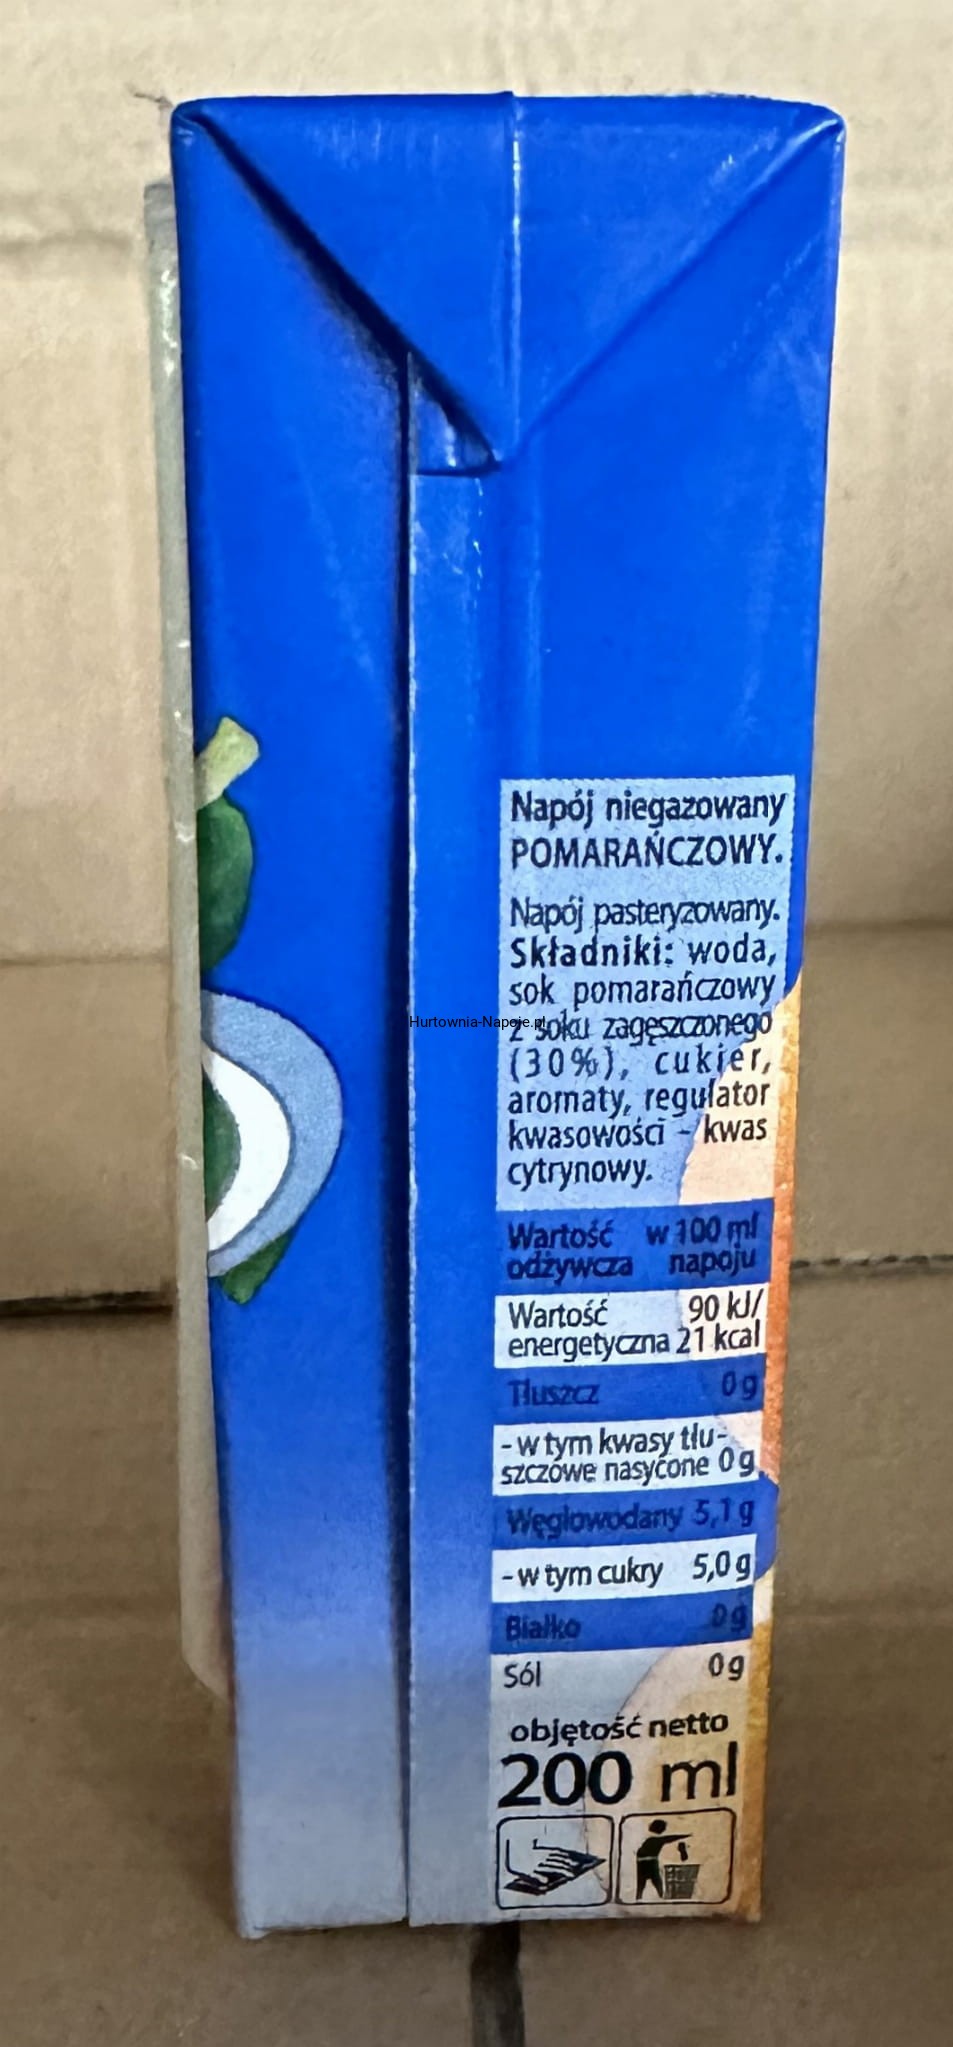 Napój niegazowany
POMARAŃCZOWY.
Napój pasteryzowany.
Składniki: woda,
sok pomarańczowy
z soku zagęszczonego
(30%), cukier,
aromaty, regulator
kwasowości - kwas
cytrynowy.
Hurtownia-Napoje.pl
Wartość w 100 ml
odżywcza napoju
Wartość 90 kJ/
energetyczna 21 kcal
Tłuszcz 0 g
- w tym kwasy tłu-
szczowe nasycone 0 g
Węglowodany 5,1 g
- w tym cukry 5,0 g
Białko 0 g
Sól 0 g
objętość netto
200 ml